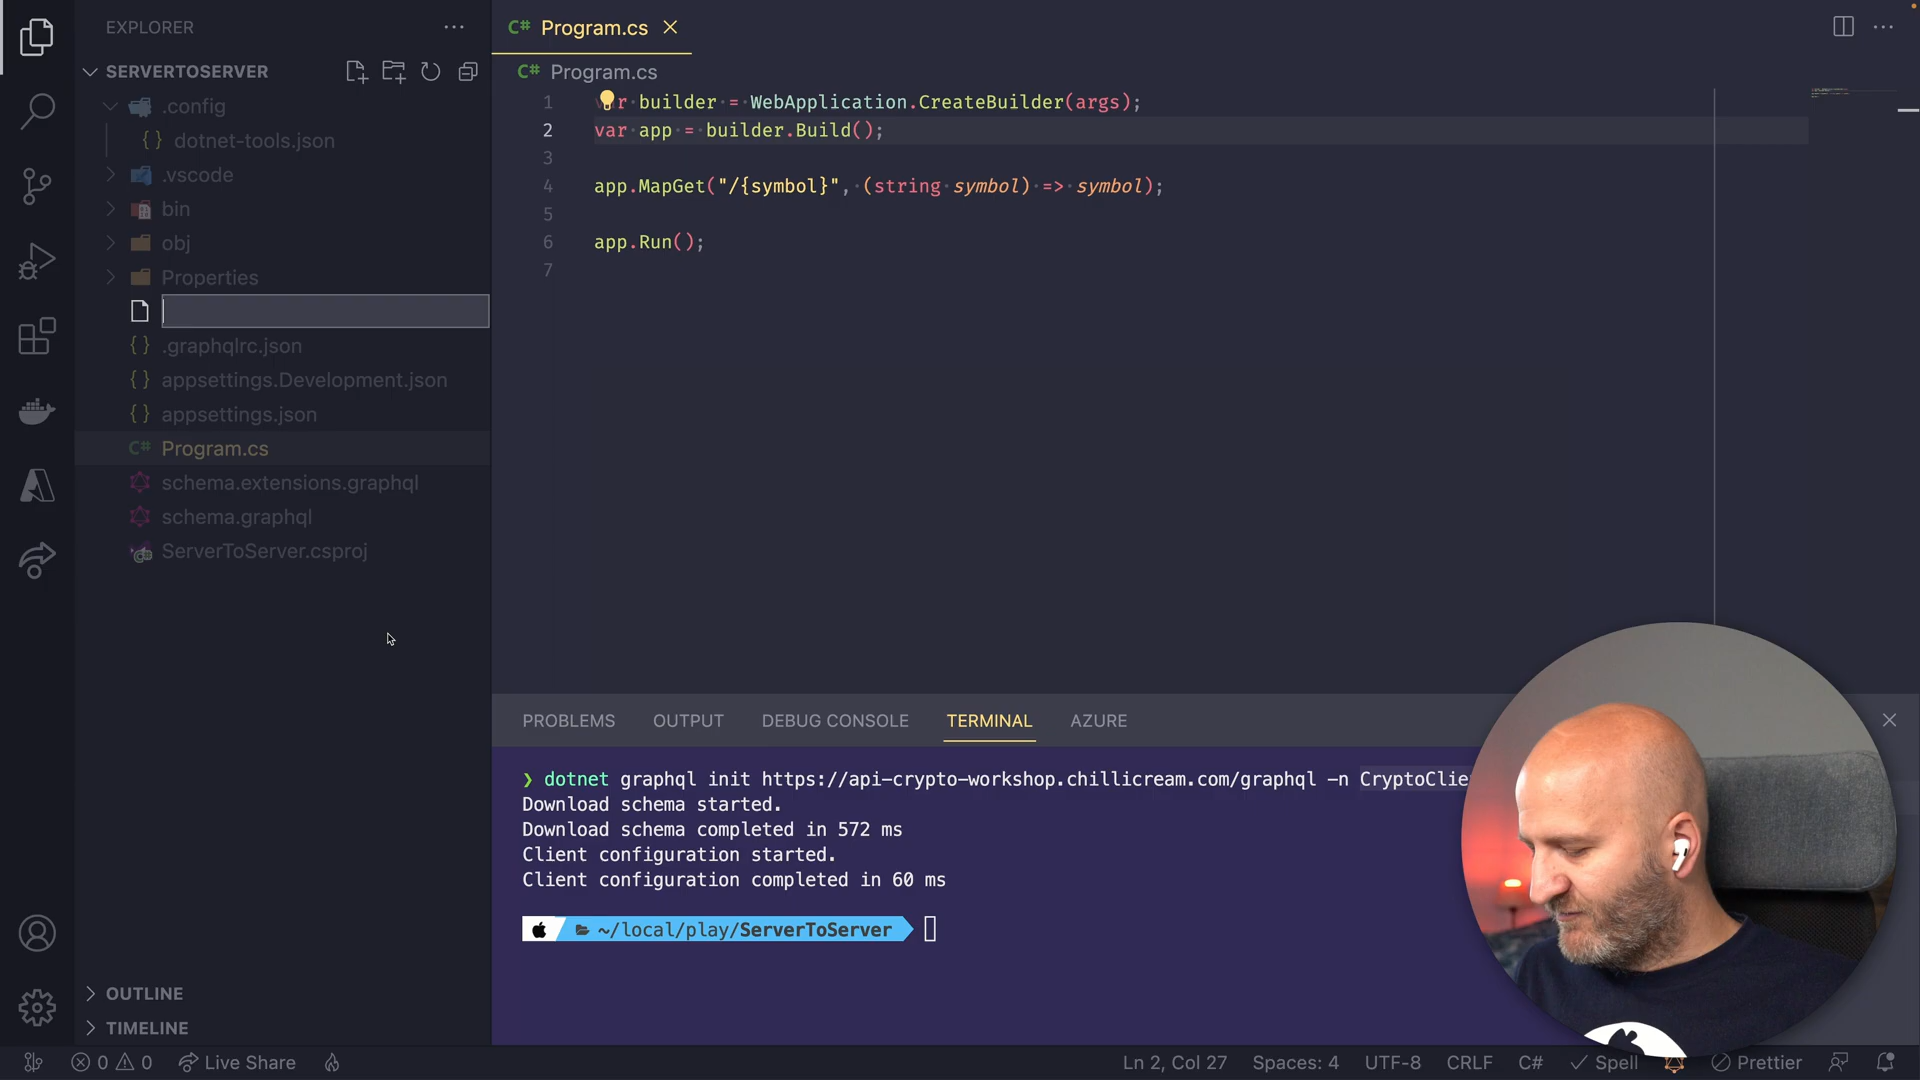 EXPLORER
SERVERTOSERVER
.config
{ } dotnet-tools.json
.vscode
bin
obj
Properties
{ } .graphqlrc.json
{ } appsettings.Development.json
{ } appsettings.json
C# Program.cs
schema.extensions.graphql
schema.graphql
ServerToServer.csproj
OUTLINE
TIMELINE
C# Program.cs
C# Program.cs
1 r builder = WebApplication.CreateBuilder(args);
2 var app = builder.Build();
3
4 app.MapGet("/{symbol}", (string symbol) => symbol);
5
6 app.Run();
7
PROBLEMS OUTPUT DEBUG CONSOLE TERMINAL AZURE
❯ dotnet graphql init https://api-crypto-workshop.chillicream.com/graphql -n CryptoClie
Download schema started.
Download schema completed in 572 ms
Client configuration started.
Client configuration completed in 60 ms
~/local/play/ServerToServer
0 0 Live Share Ln 2, Col 27 Spaces: 4 UTF-8 CRLF C# Spell Prettier